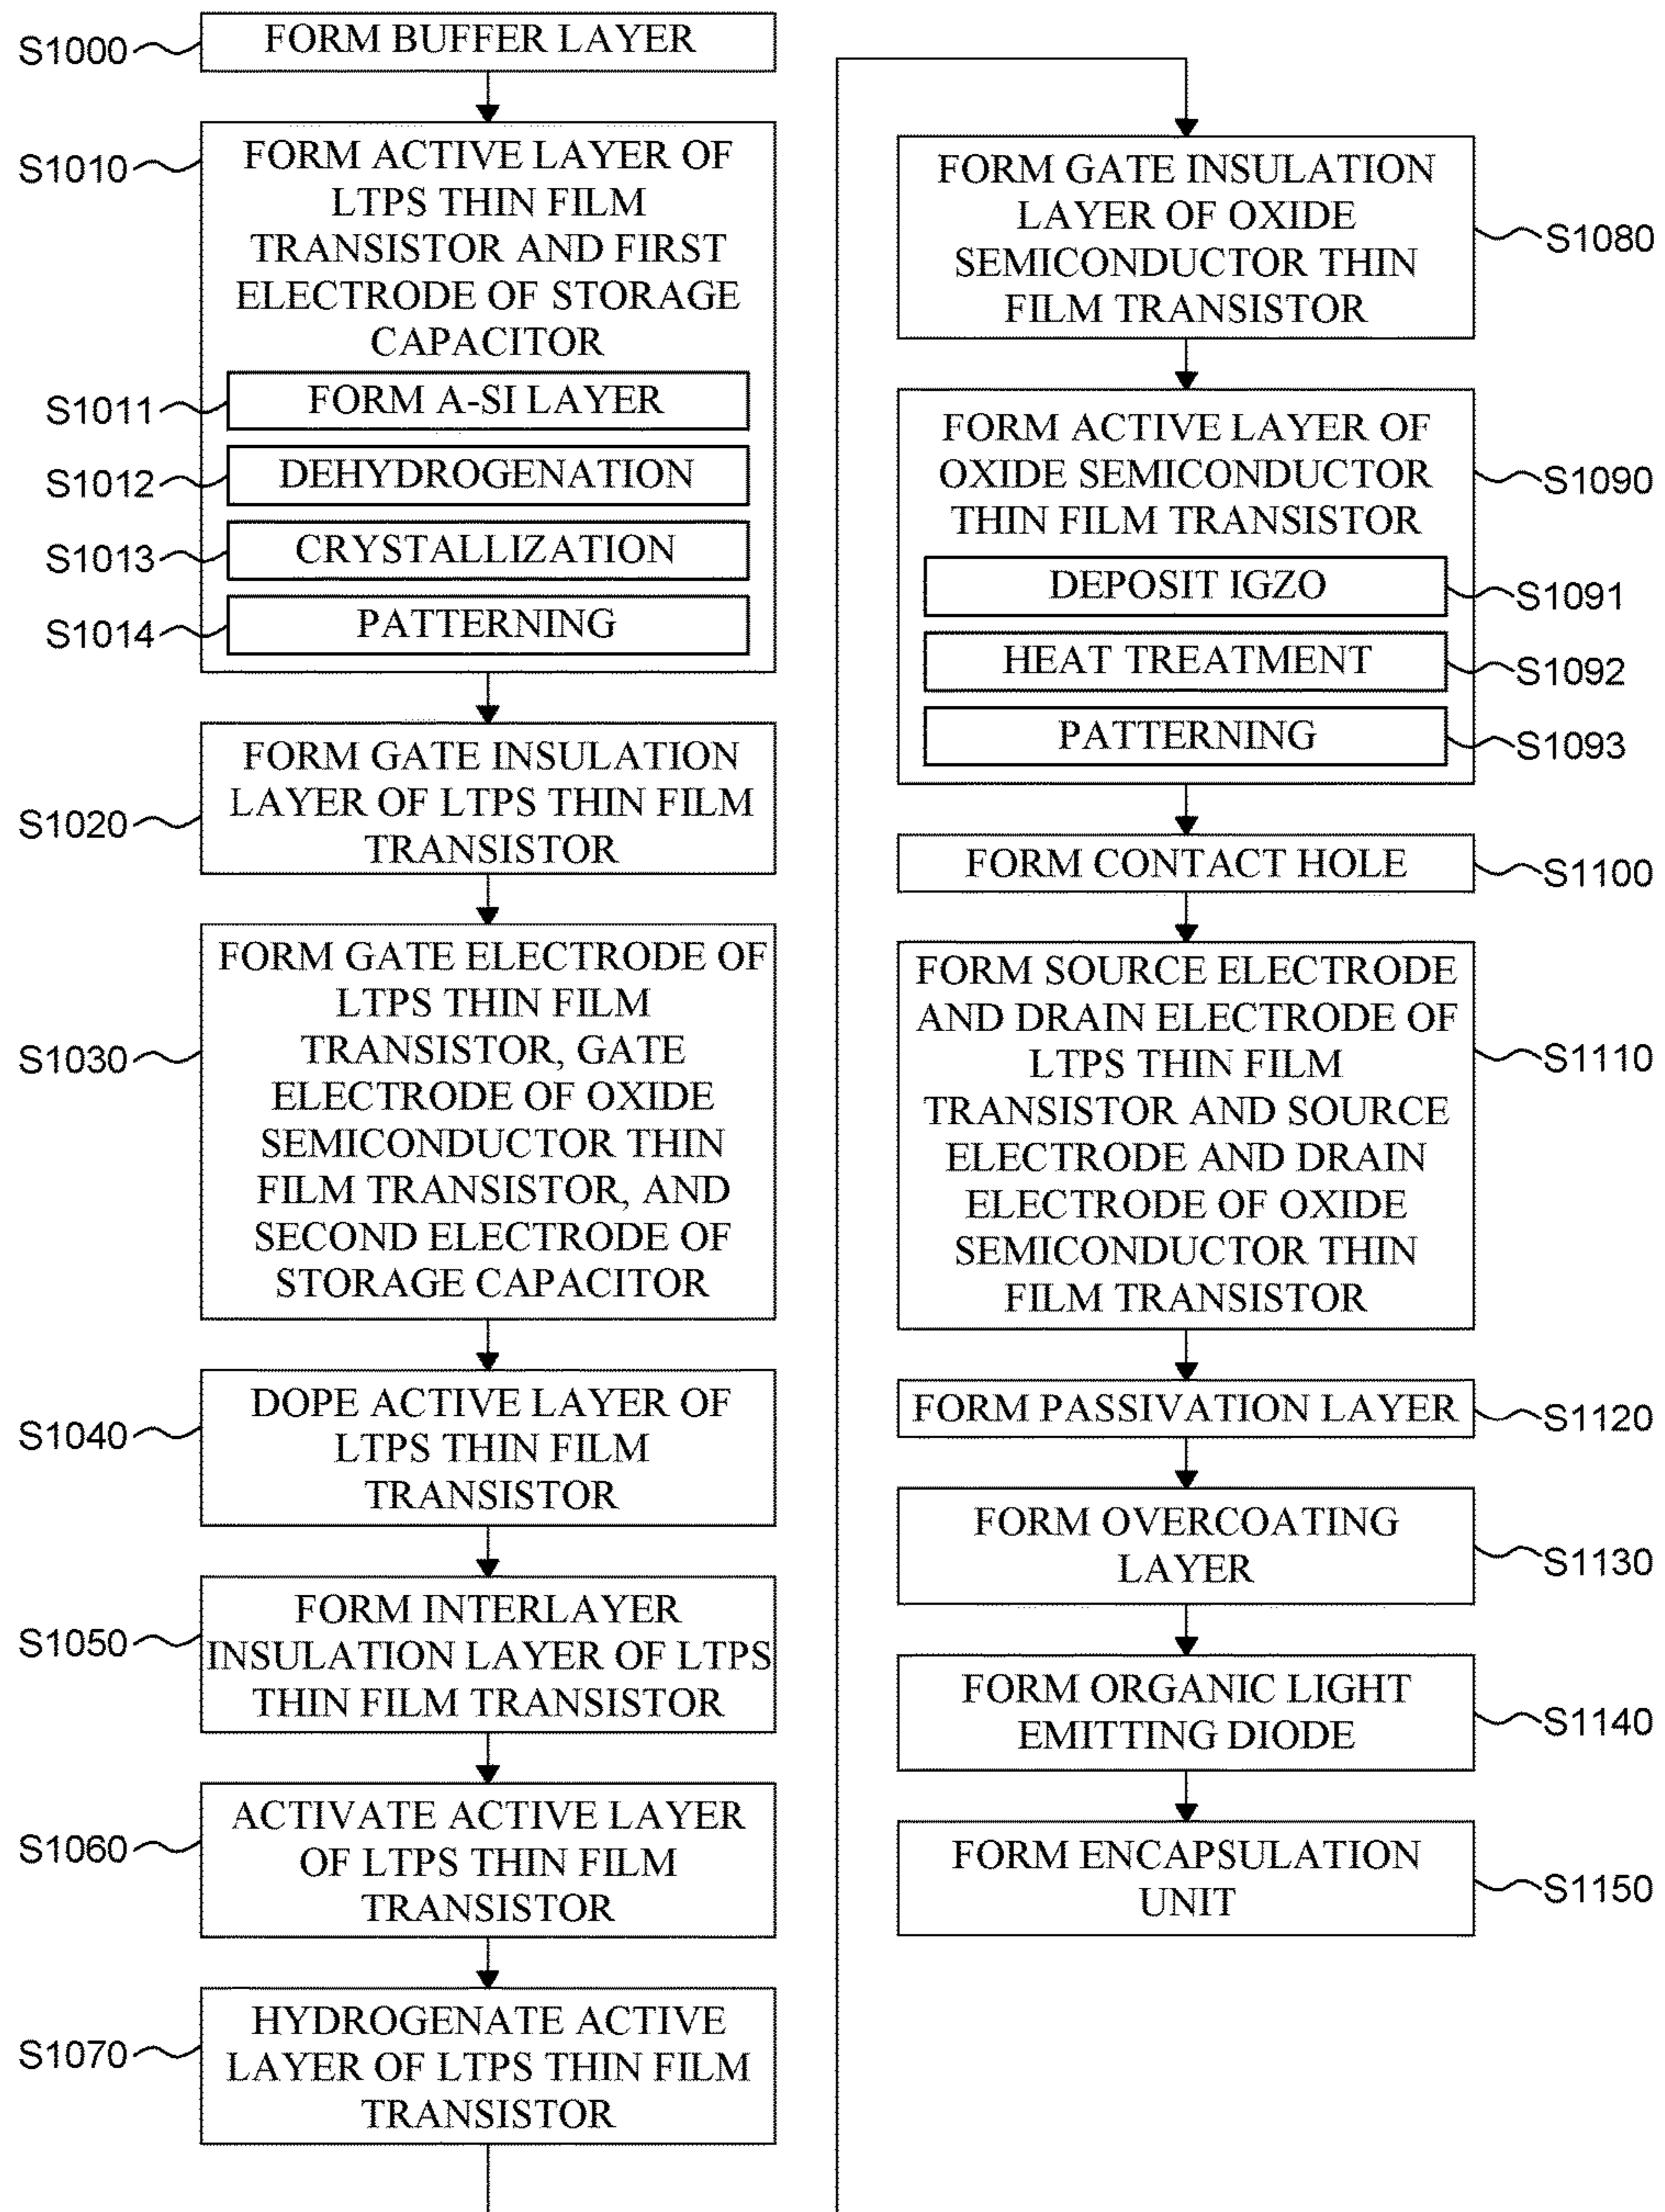 S1000
FORM BUFFER LAYER
S1010
FORM ACTIVE LAYER OF
LTPS THIN FILM
TRANSISTOR AND FIRST
ELECTRODE OF STORAGE
CAPACITOR
S1011
FORM A-SI LAYER
S1012
DEHYDROGENATION
S1013
CRYSTALLIZATION
S1014
PATTERNING
S1020
FORM GATE INSULATION
LAYER OF LTPS THIN FILM
TRANSISTOR
S1030
FORM GATE ELECTRODE OF
LTPS THIN FILM
TRANSISTOR, GATE
ELECTRODE OF OXIDE
SEMICONDUCTOR THIN
FILM TRANSISTOR, AND
SECOND ELECTRODE OF
STORAGE CAPACITOR
S1040
DOPE ACTIVE LAYER OF
LTPS THIN FILM
TRANSISTOR
S1050
FORM INTERLAYER
INSULATION LAYER OF LTPS
THIN FILM TRANSISTOR
S1060
ACTIVATE ACTIVE LAYER
OF LTPS THIN FILM
TRANSISTOR
S1070
HYDROGENATE ACTIVE
LAYER OF LTPS THIN FILM
TRANSISTOR
FORM GATE INSULATION
LAYER OF OXIDE
SEMICONDUCTOR THIN
FILM TRANSISTOR
S1080
FORM ACTIVE LAYER OF
OXIDE SEMICONDUCTOR
THIN FILM TRANSISTOR
S1090
DEPOSIT IGZO
S1091
HEAT TREATMENT
S1092
PATTERNING
S1093
FORM CONTACT HOLE
S1100
FORM SOURCE ELECTRODE
AND DRAIN ELECTRODE OF
LTPS THIN FILM
TRANSISTOR AND SOURCE
ELECTRODE AND DRAIN
ELECTRODE OF OXIDE
SEMICONDUCTOR THIN
FILM TRANSISTOR
S1110
FORM PASSIVATION LAYER
S1120
FORM OVERCOATING
LAYER
S1130
FORM ORGANIC LIGHT
EMITTING DIODE
S1140
FORM ENCAPSULATION
UNIT
S1150